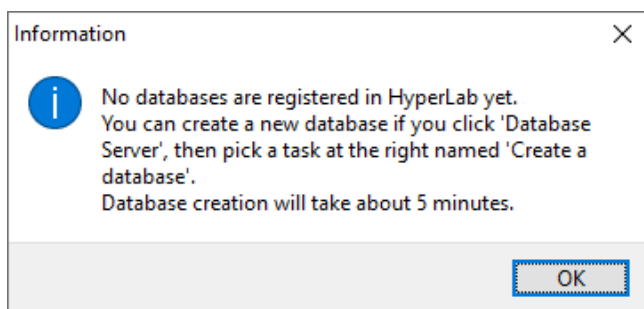 Information
No databases are registered in HyperLab yet.
You can create a new database if you click 'Database
Server', then pick a task at the right named 'Create a
database'.
Database creation will take about 5 minutes.
OK